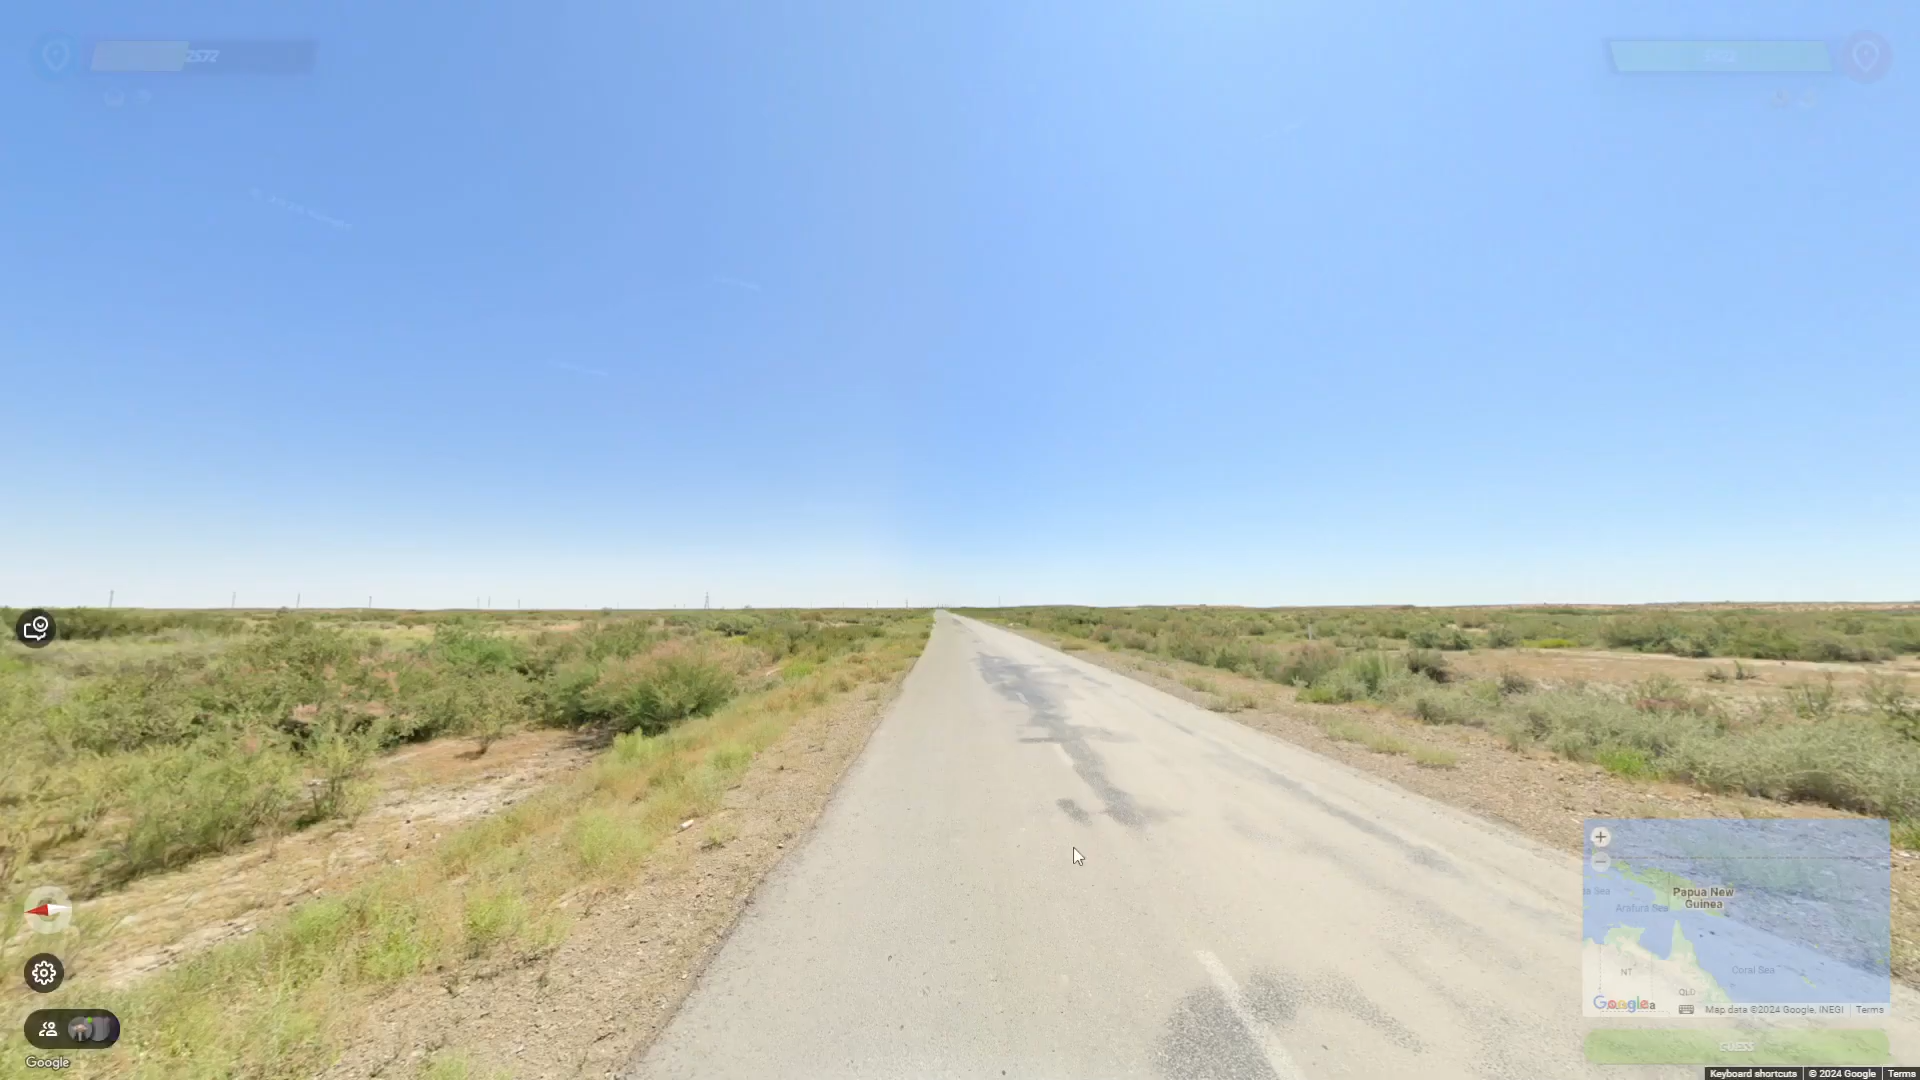 2572
Papua New
Guinea
Arafura Sea
NT
Coral Sea
QLD
Google
Map data ©2024 Google, INEGI
Terms
GUESS
Google
Keyboard shortcuts
© 2024 Google
Terms